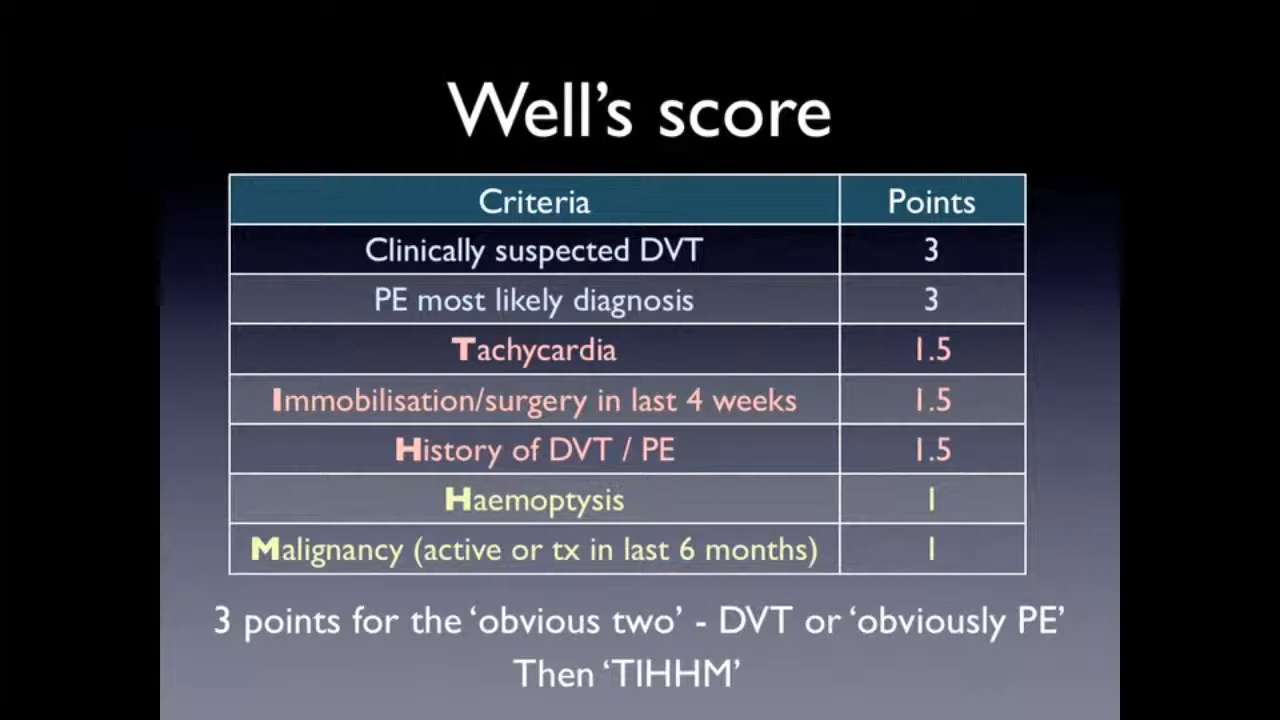 Well’s score
Criteria Points
Clinically suspected DVT 3
PE most likely diagnosis 3
Tachycardia 1.5
Immobilisation/surgery in last 4 weeks 1.5
History of DVT / PE 1.5
Haemoptysis 1
Malignancy (active or tx in last 6 months) 1
3 points for the ‘obvious two’ - DVT or ‘obviously PE’
Then ‘TIHHM’